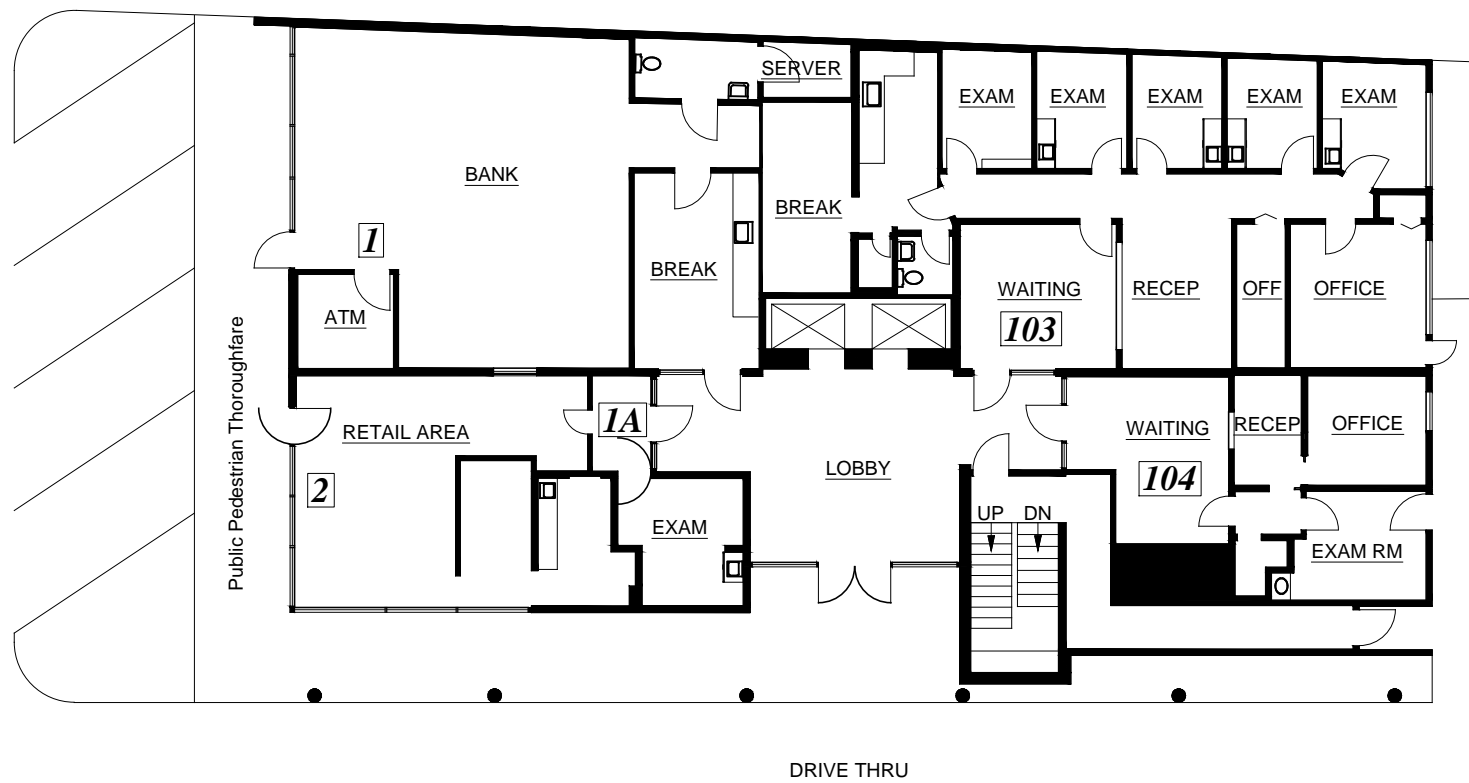 SERVER
EXAM
EXAM
EXAM
EXAM
EXAM
BANK
BREAK
1
BREAK
WAITING
RECEP
OFF
OFFICE
ATM
103
Public Pedestrian Thoroughfare
1A
RETAIL AREA
WAITING
RECEP
OFFICE
LOBBY
104
2
UP
DN
EXAM
EXAM RM
DRIVE THRU